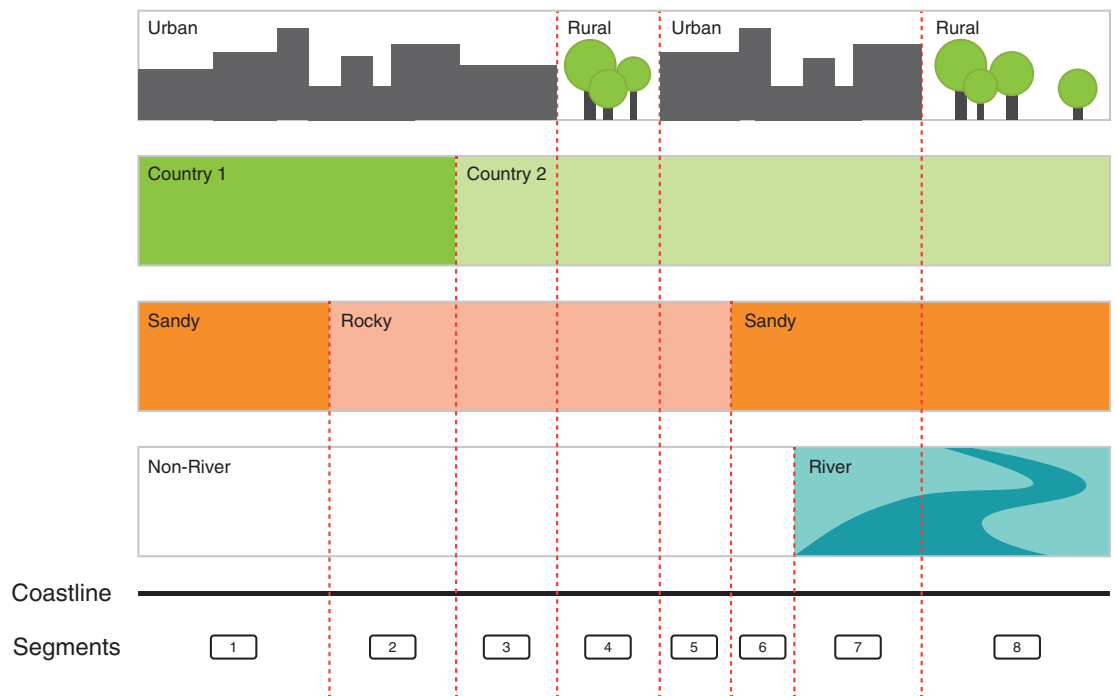 Urban
Rural
Urban
Rural
Country 1
Country 2
Sandy
Rocky
Sandy
Non-River
River
Coastline
Segments
1
2
3
4
5
6
7
8